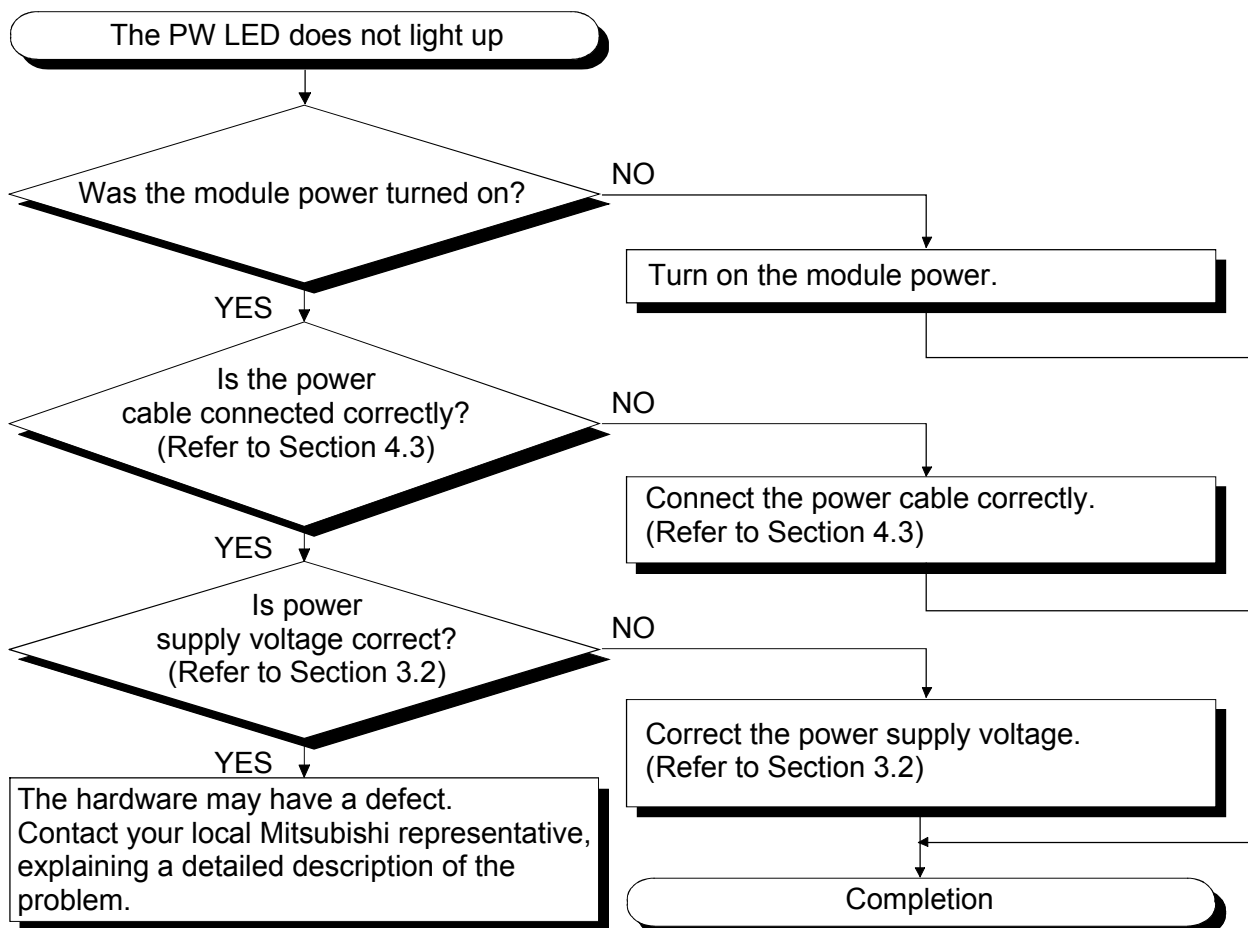 The PW LED does not light up
Was the module power turned on?
NO
Turn on the module power.
YES
Is the power
cable connected correctly?
(Refer to Section 4.3)
NO
Connect the power cable correctly.
(Refer to Section 4.3)
YES
Is power
supply voltage correct?
(Refer to Section 3.2)
NO
Correct the power supply voltage.
(Refer to Section 3.2)
YES
The hardware may have a defect.
Contact your local Mitsubishi representative,
explaining a detailed description of the
problem.
Completion